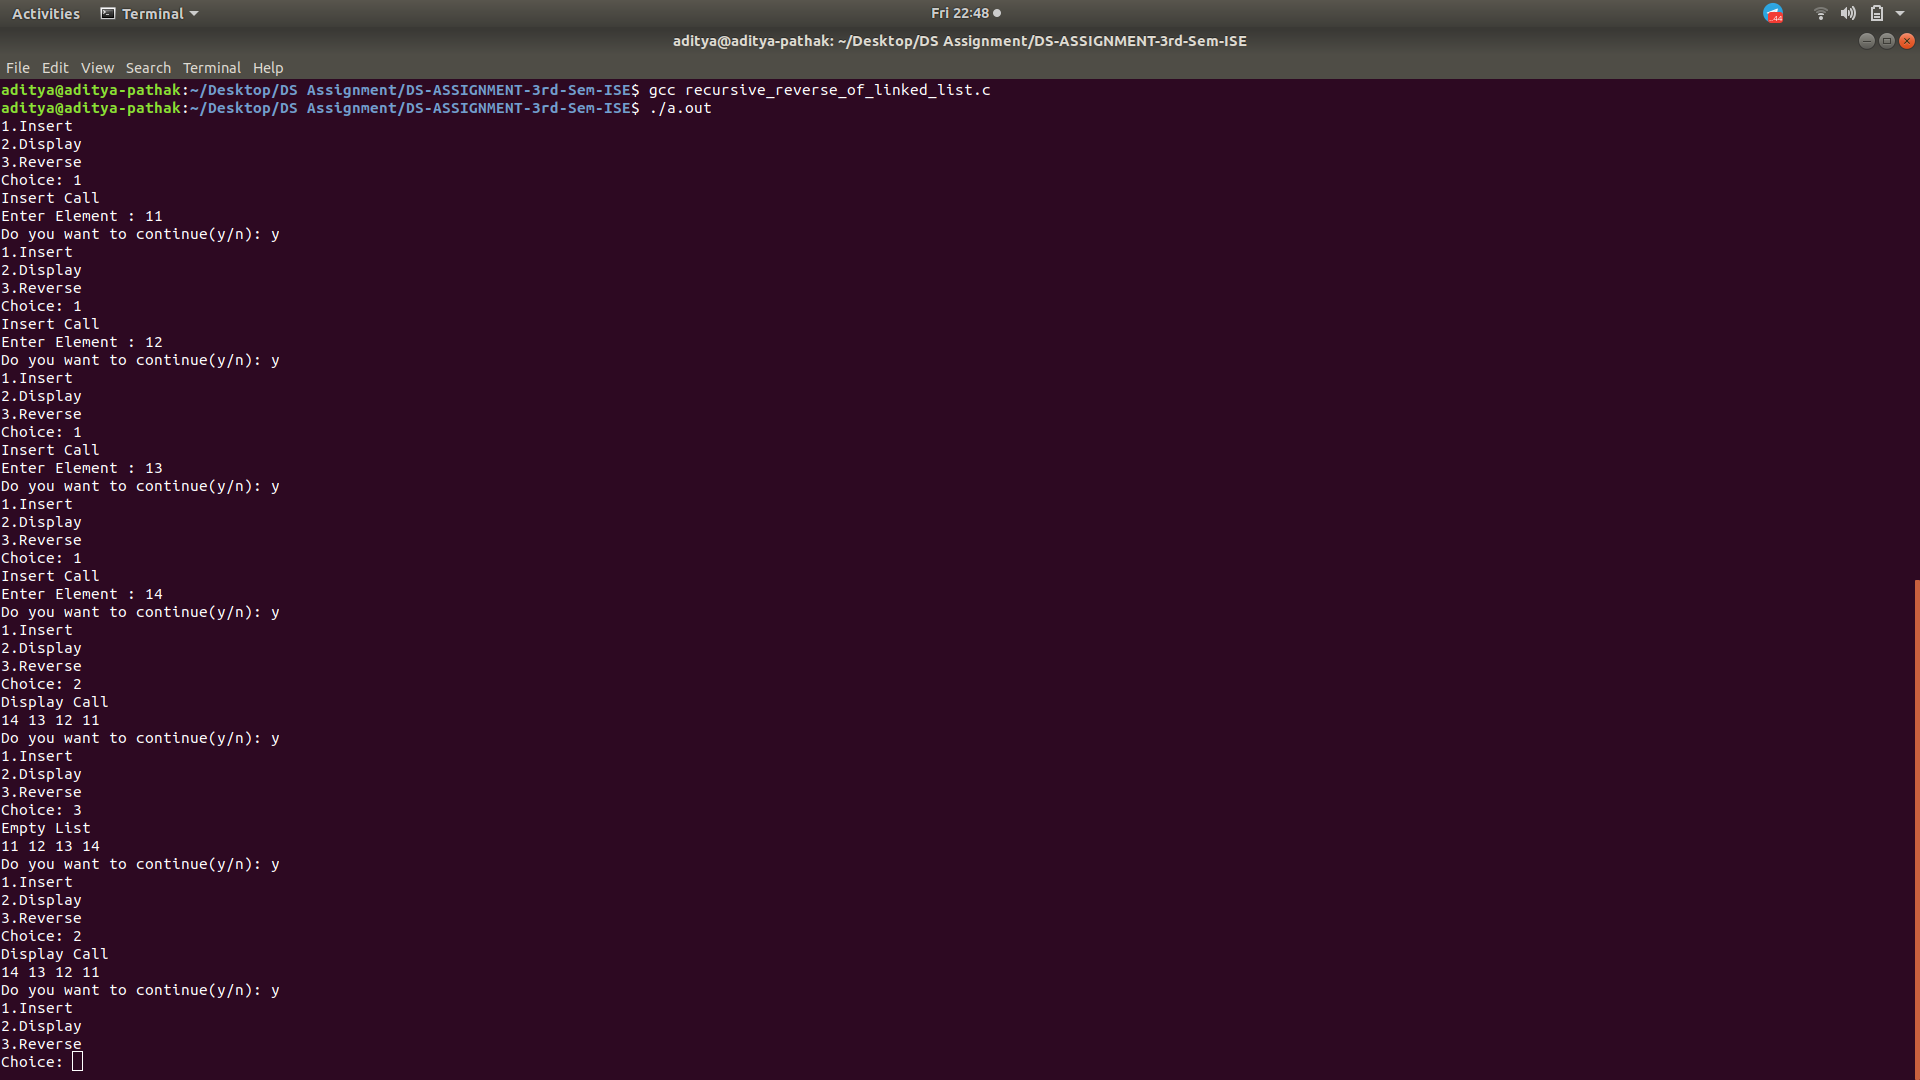 Activities Terminal Fri 22:48 44
aditya@aditya-pathak: ~/Desktop/DS Assignment/DS-ASSIGNMENT-3rd-Sem-ISE
File Edit View Search Terminal Help
aditya@aditya-pathak:~/Desktop/DS Assignment/DS-ASSIGNMENT-3rd-Sem-ISE$ gcc recursive_reverse_of_linked_list.c
aditya@aditya-pathak:~/Desktop/DS Assignment/DS-ASSIGNMENT-3rd-Sem-ISE$ ./a.out
1.Insert
2.Display
3.Reverse
Choice: 1
Insert Call
Enter Element : 11
Do you want to continue(y/n): y
1.Insert
2.Display
3.Reverse
Choice: 1
Insert Call
Enter Element : 12
Do you want to continue(y/n): y
1.Insert
2.Display
3.Reverse
Choice: 1
Insert Call
Enter Element : 13
Do you want to continue(y/n): y
1.Insert
2.Display
3.Reverse
Choice: 1
Insert Call
Enter Element : 14
Do you want to continue(y/n): y
1.Insert
2.Display
3.Reverse
Choice: 2
Display Call
14 13 12 11
Do you want to continue(y/n): y
1.Insert
2.Display
3.Reverse
Choice: 3
Empty List
11 12 13 14
Do you want to continue(y/n): y
1.Insert
2.Display
3.Reverse
Choice: 2
Display Call
14 13 12 11
Do you want to continue(y/n): y
1.Insert
2.Display
3.Reverse
Choice: